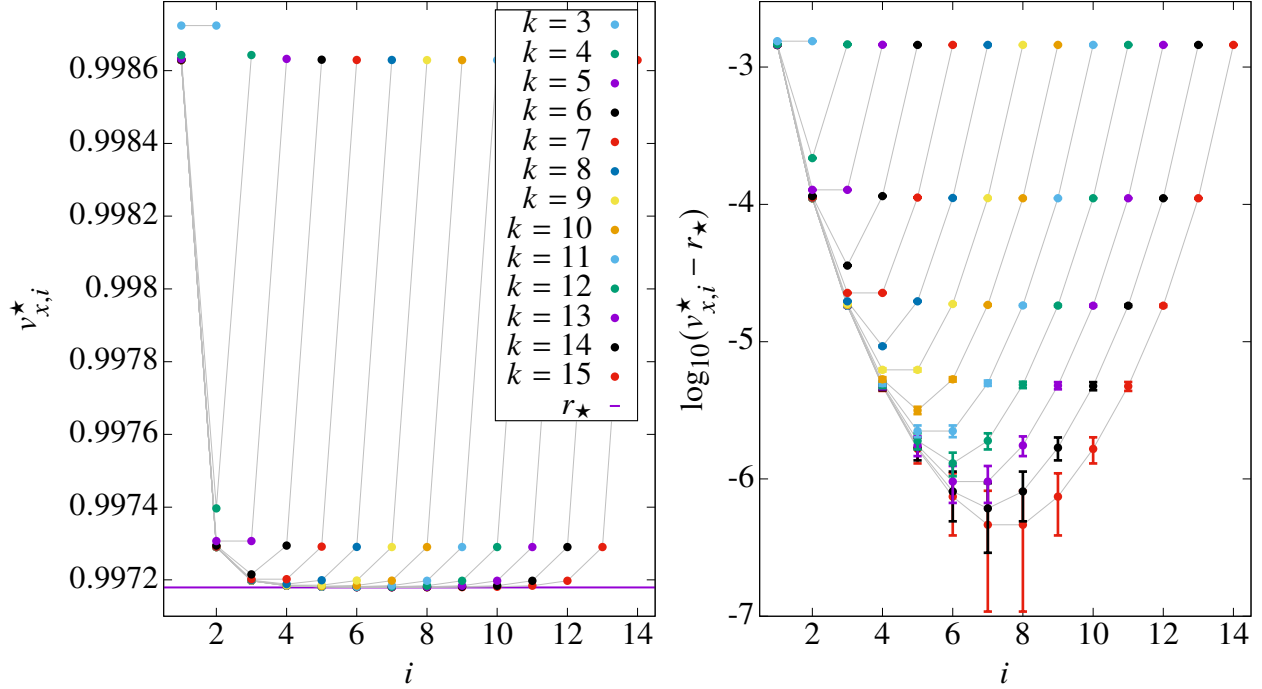 0.9986
0.9984
0.9982
0.998
0.9978
0.9976
0.9974
0.9972
v★x,i
2 4 6 8 10 12 14
i
k = 3
k = 4
k = 5
k = 6
k = 7
k = 8
k = 9
k = 10
k = 11
k = 12
k = 13
k = 14
k = 15
r★
-3
-4
-5
-6
-7
log10(v★x,i − r★)
2 4 6 8 10 12 14
i